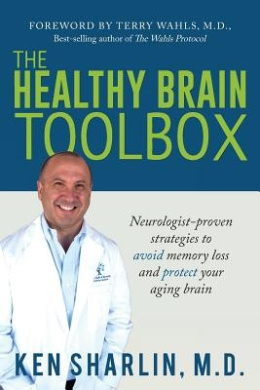 FOREWORD BY TERRY WAHLS, M.D.,
Best-selling author of The Wahls Protocol
THE
HEALTHY BRAIN
TOOLBOX
Neurologist-proven
strategies to
avoid memory loss
and protect your
aging brain
KEN SHARLIN, M.D.